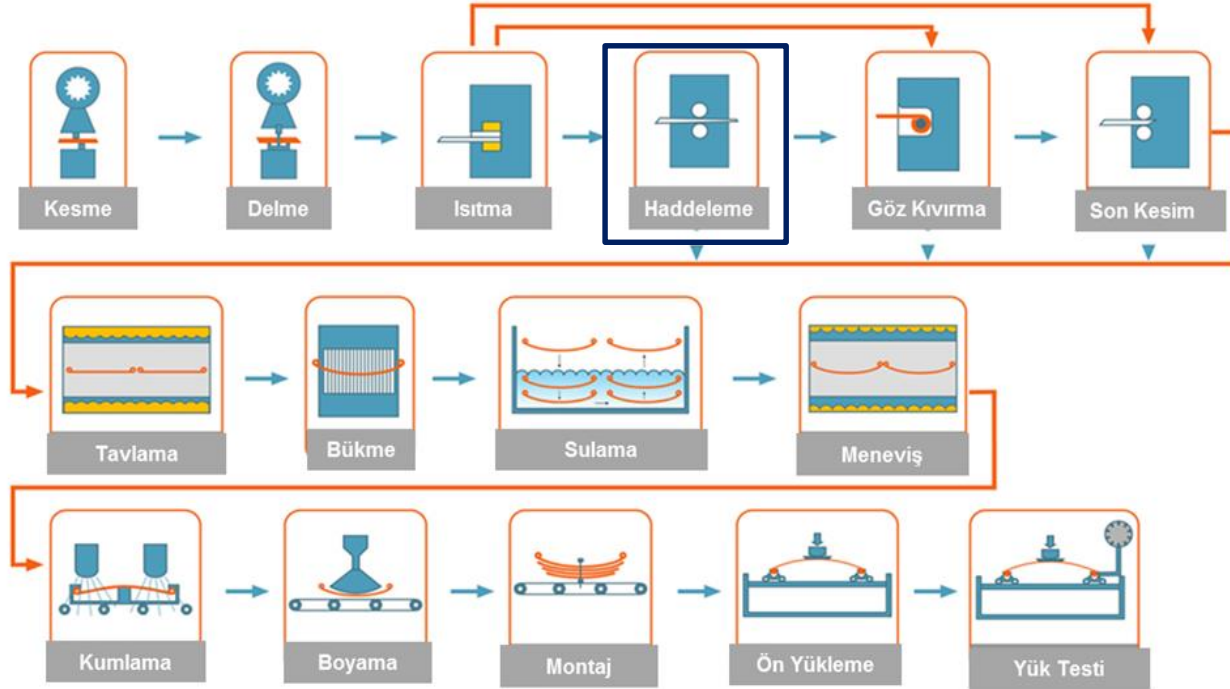 Kesme
Delme
Isıtma
Haddeleme
Göz Kıvırma
Son Kesim
Tavlama
Bükme
Sulama
Meneviş
Kumlama
Boyama
Montaj
Ön Yükleme
Yük Testi